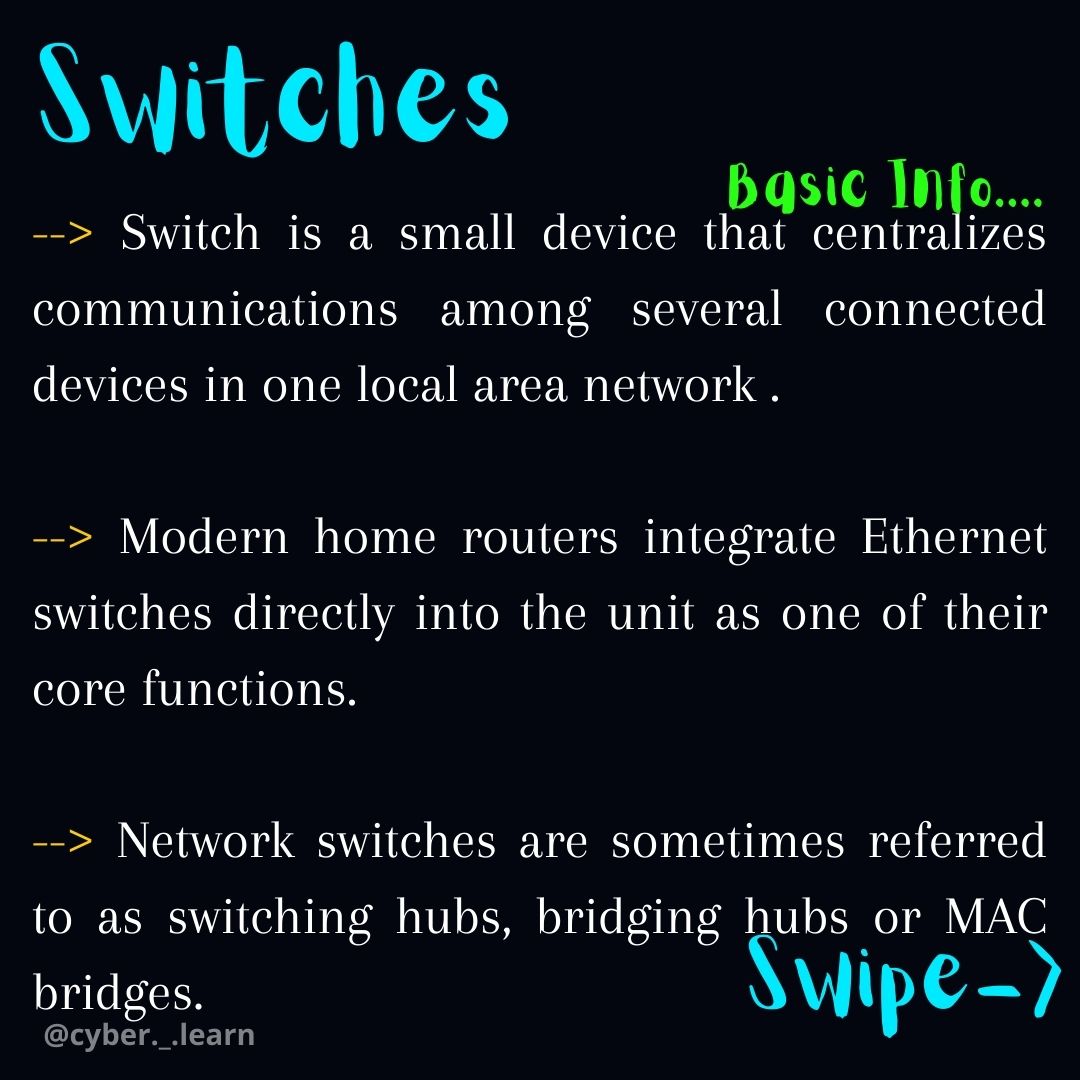 Switches
Basic Info....
--> Switch is a small device that centralizes
communications among several connected
devices in one local area network .
--> Modern home routers integrate Ethernet
switches directly into the unit as one of their
core functions.
--> Network switches are sometimes referred
to as switching hubs, bridging hubs or MAC
bridges.
Swipe->
@cyber._.learn